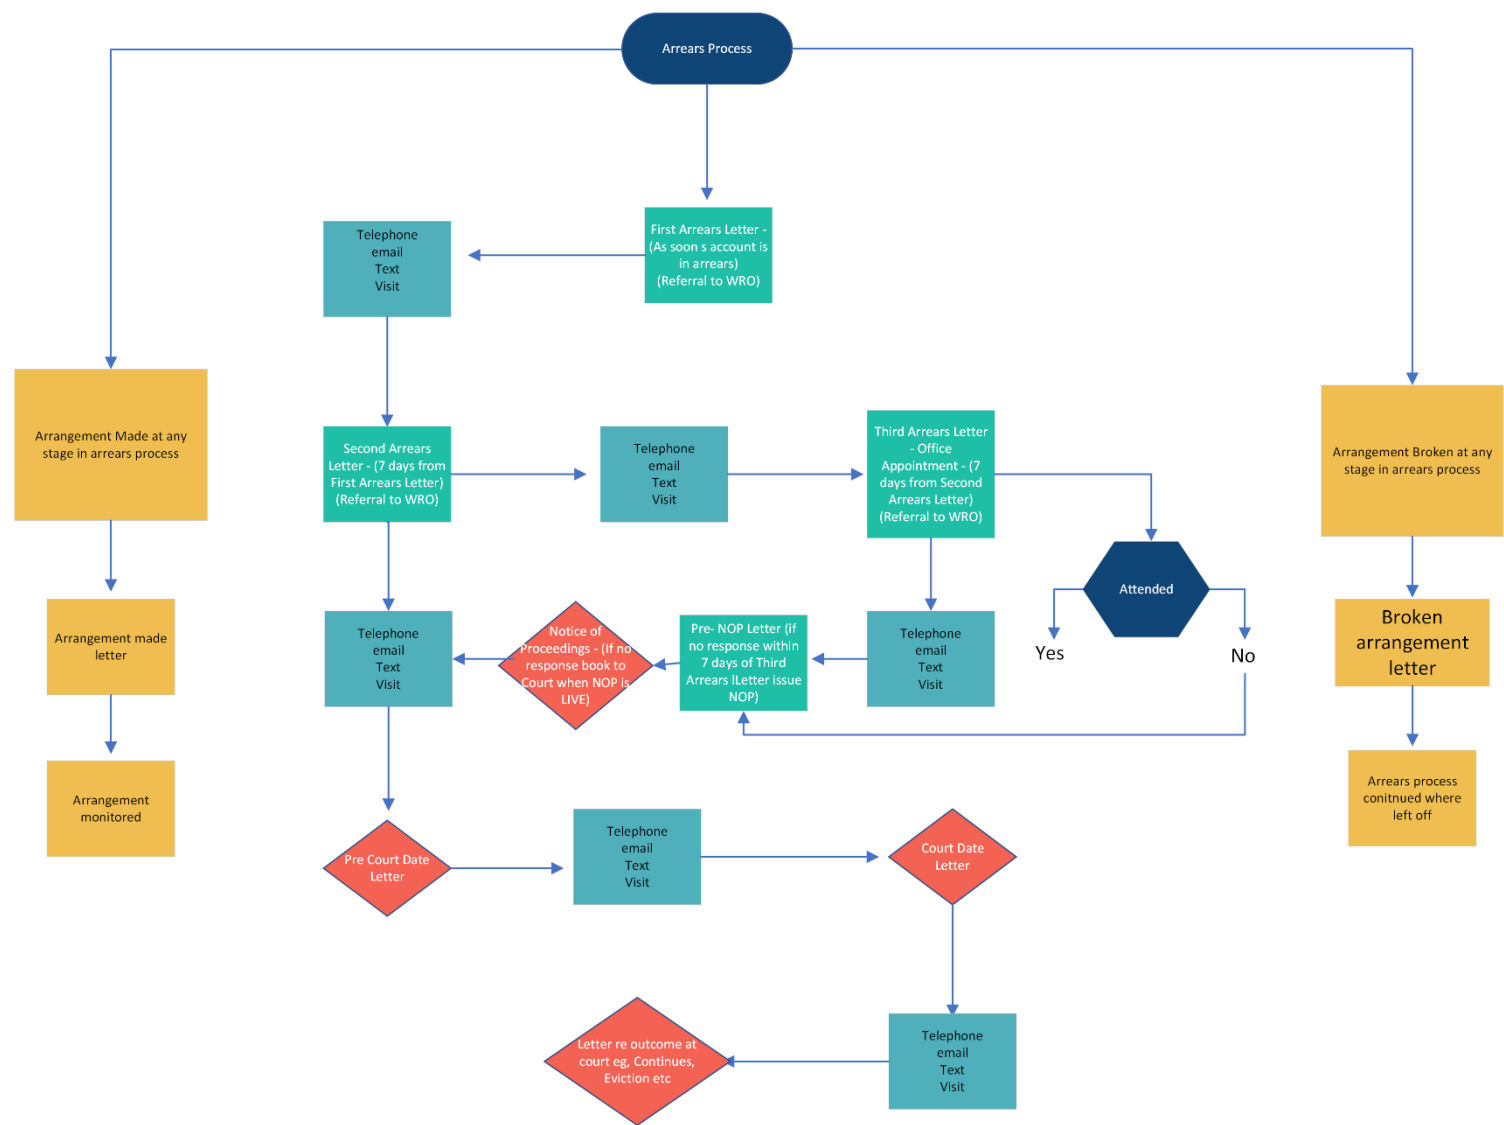 Arrears Process
First Arrears Letter -
(As soon s account is
in arrears)
(Referral to WRO)
Telephone
email
Text
Visit
Arrangement Made at any
stage in arrears process
Second Arrears
Letter - (7 days from
First Arrears Letter)
(Referral to WRO)
Telephone
email
Text
Visit
Third Arrears Letter
- Office
Appointment - (7
days from Second
Arrears Letter)
(Referral to WRO)
Arrangement Broken at any
stage in arrears process
Attended
Yes
No
Arrangement made
letter
Telephone
email
Text
Visit
Notice of
Proceedings - (If no
response book to
Court when NOP is
LIVE)
Pre- NOP Letter (if
no response within
7 days of Third
Arrears lLetter issue
NOP)
Telephone
email
Text
Visit
Broken
arrangement
letter
Arrangement
monitored
Arrears process
conitnued where
left off
Pre Court Date
Letter
Telephone
email
Text
Visit
Court Date
Letter
Letter re outcome at
court eg, Continues,
Eviction etc
Telephone
email
Text
Visit